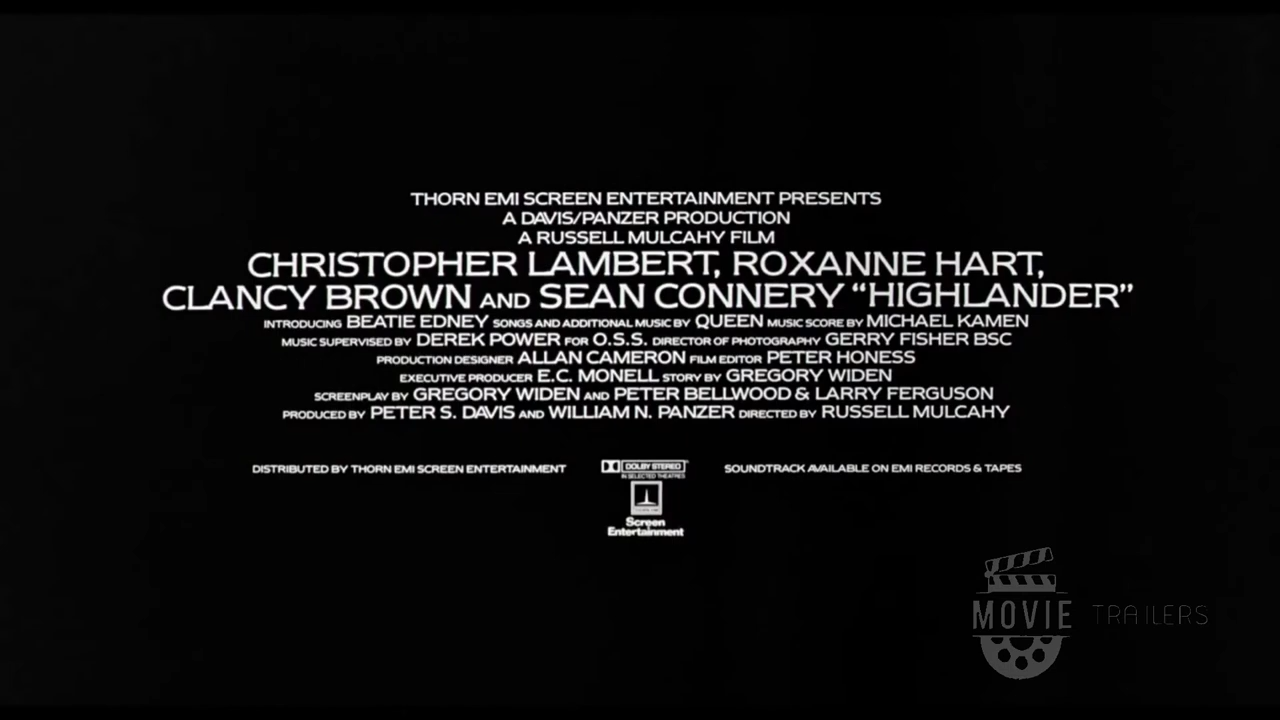 THORN EMI SCREEN ENTERTAINMENT PRESENTS
A DAVIS/PANZER PRODUCTION
A RUSSELL MULCAHY FILM
CHRISTOPHER LAMBERT, ROXANNE HART,
CLANCY BROWN AND SEAN CONNERY “HIGHLANDER”
INTRODUCING BEATIE EDNEY SONGS AND ADDITIONAL MUSIC BY QUEEN MUSIC SCORE BY MICHAEL KAMEN
MUSIC SUPERVISED BY DEREK POWER FOR O.S.S. DIRECTOR OF PHOTOGRAPHY GERRY FISHER BSC
PRODUCTION DESIGNER ALLAN CAMERON FILM EDITOR PETER HONESS
EXECUTIVE PRODUCER E.C. MONELL STORY BY GREGORY WIDEN
SCREENPLAY BY GREGORY WIDEN AND PETER BELLWOOD & LARRY FERGUSON
PRODUCED BY PETER S. DAVIS AND WILLIAM N. PANZER DIRECTED BY RUSSELL MULCAHY
DISTRIBUTED BY THORN EMI SCREEN ENTERTAINMENT
DOLBY STEREO
IN SELECTED THEATRES
SOUNDTRACK AVAILABLE ON EMI RECORDS & TAPES
Screen
Entertainment
MOVIE TRAILERS